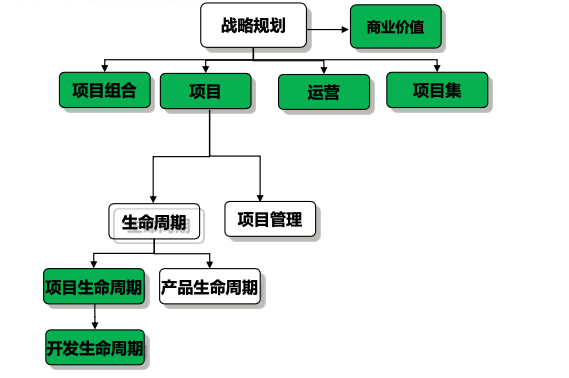 战略规划
商业价值
项目组合
项目
运营
项目集
生命周期
项目管理
项目生命周期
产品生命周期
开发生命周期